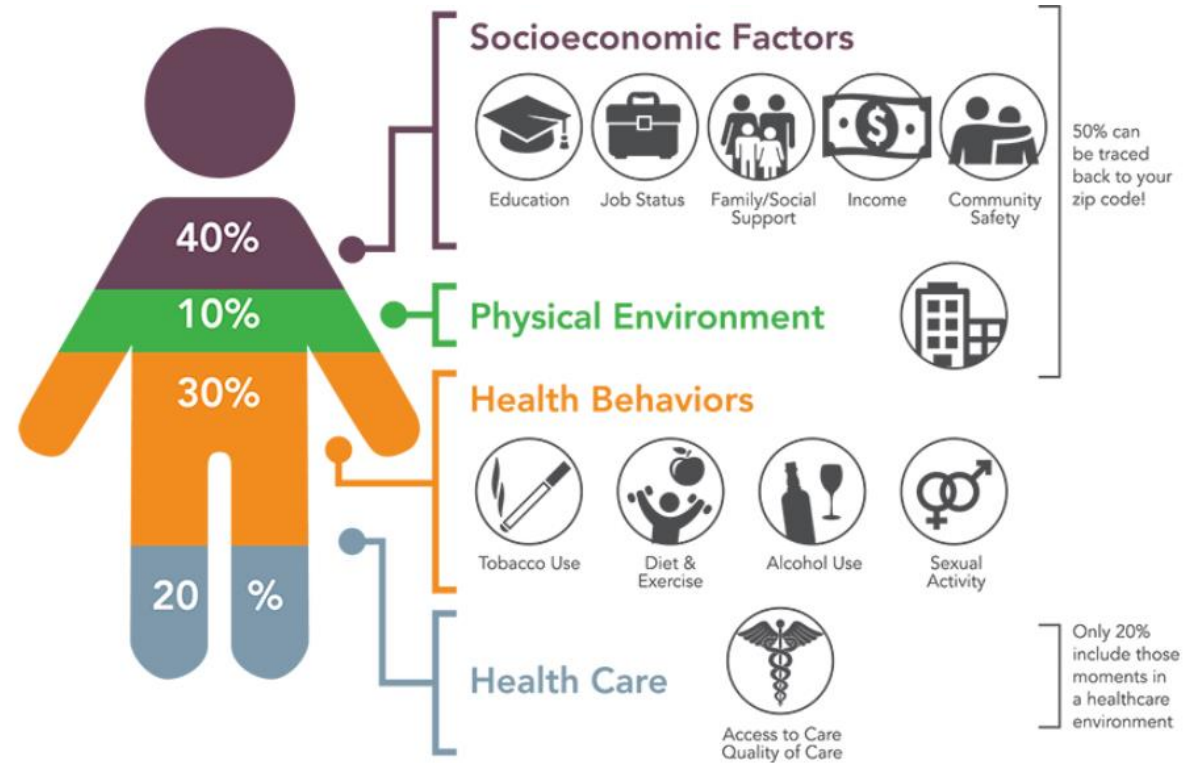 Socioeconomic Factors
Education
Job Status
Family/Social
Support
Income
Community
Safety
50% can
be traced
back to your
zip code!
40%
10%
Physical Environment
30%
Health Behaviors
Tobacco Use
Diet &
Exercise
Alcohol Use
Sexual
Activity
20 %
Health Care
Access to Care
Quality of Care
Only 20%
include those
moments in
a healthcare
environment